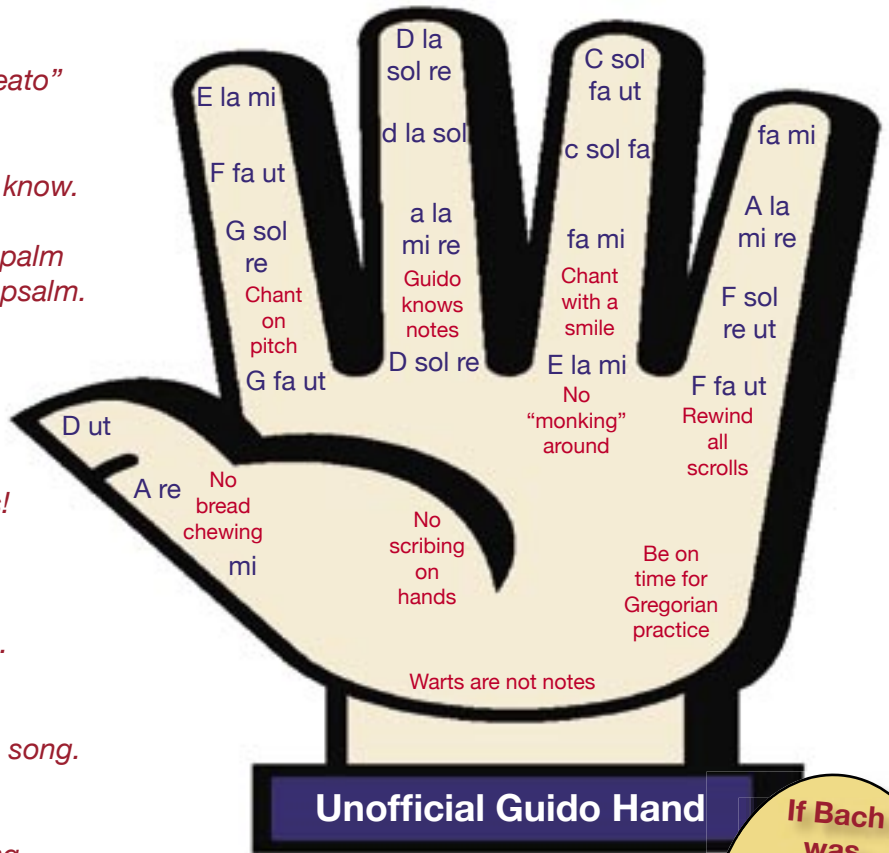 eato”
know.
palm
psalm.
!
.
song.
E la mi
F fa ut
G sol
re
Chant
on
pitch
G fa ut
D la
sol re
d la sol
a la
mi re
Guido
knows
notes
D sol re
C sol
fa ut
c sol fa
fa mi
Chant
with a
smile
E la mi
No
“monking”
around
fa mi
A la
mi re
F sol
re ut
F fa ut
Rewind
all
scrolls
D ut
A re
mi
No
bread
chewing
No
scribing
on
hands
Be on
time for
Gregorian
practice
Warts are not notes
Unofficial Guido Hand
If Bach
was